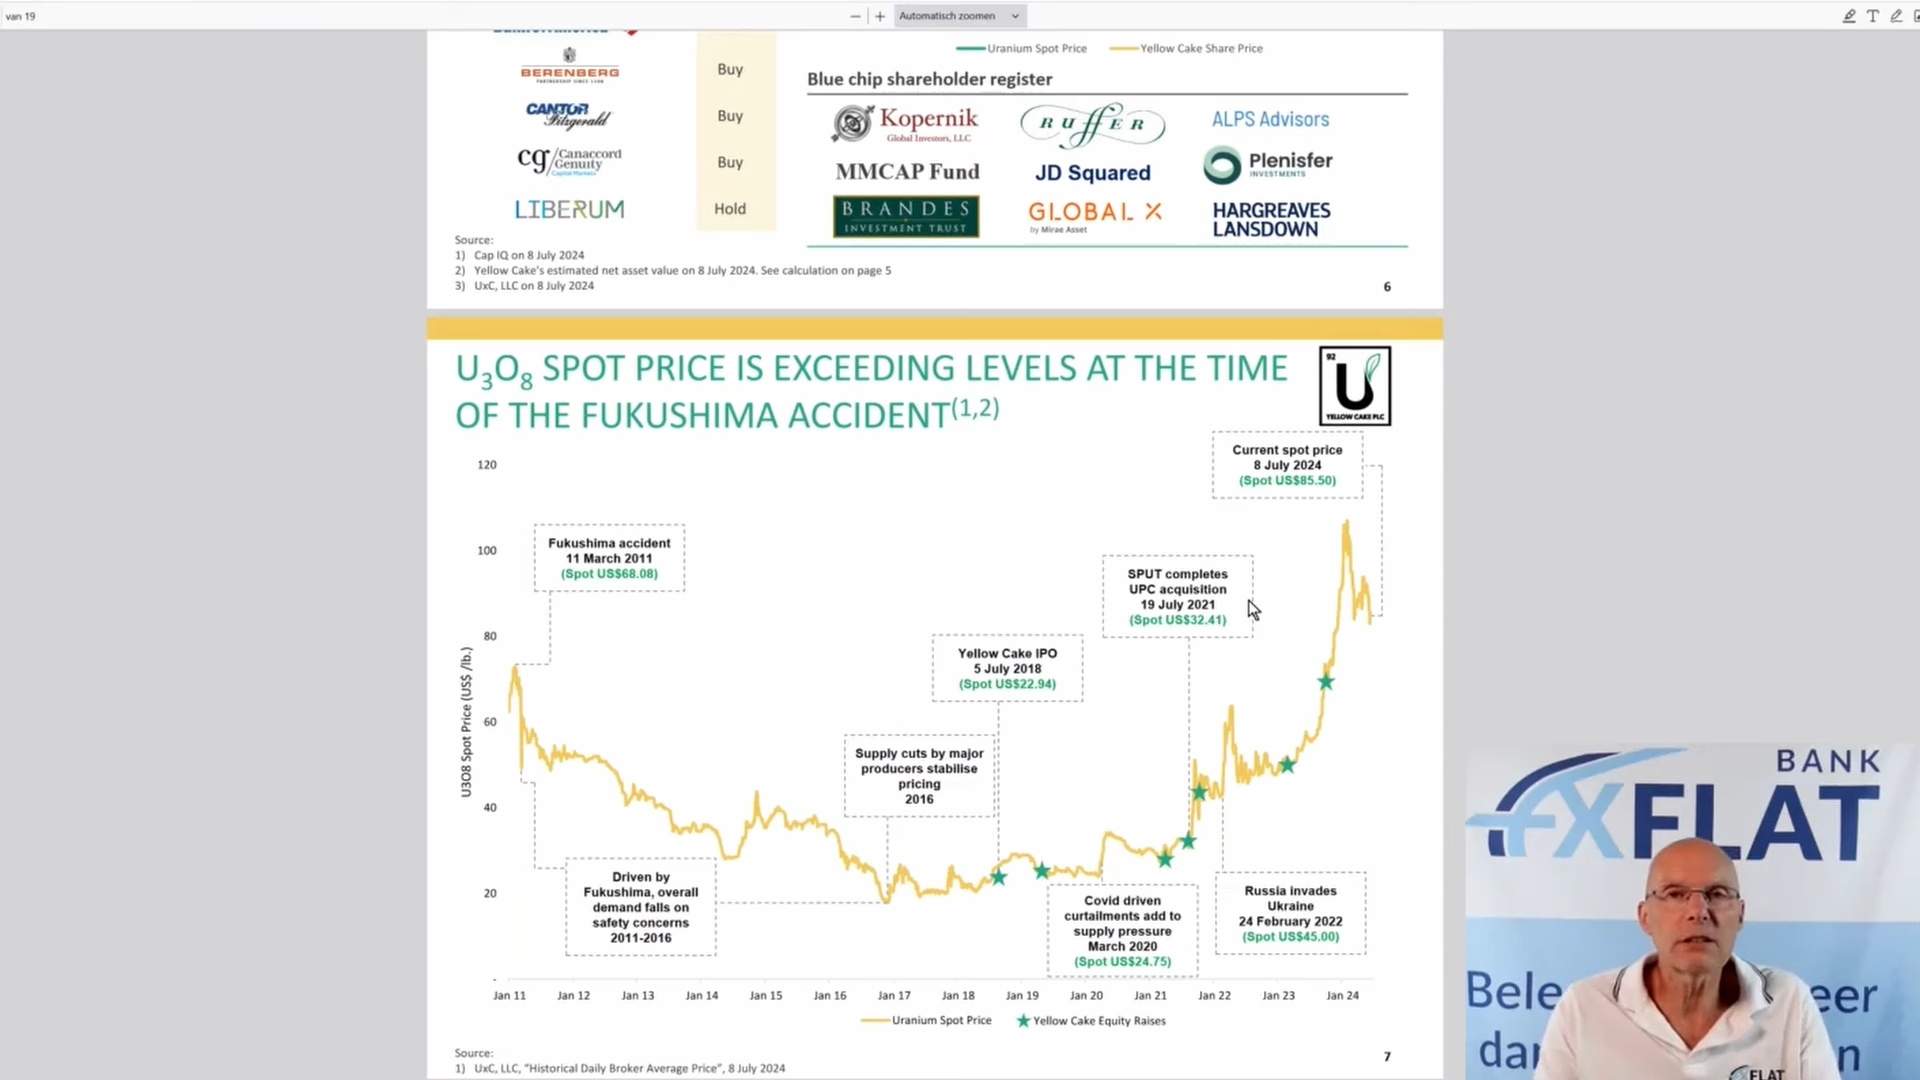 van 19
Automatisch zoomen
BERENBERG
PARTNERSHIP SINCE 1590
Buy
CANTOR
Fitzgerald
Buy
cg/Canaccord
Genuity
Capital Markets
Buy
LIBERUM
Hold
Source:
1) Cap IQ on 8 July 2024
2) Yellow Cake's estimated net asset value on 8 July 2024. See calculation on page 5
3) UxC, LLC on 8 July 2024
Uranium Spot Price
Yellow Cake Share Price
Blue chip shareholder register
Kopernik
Global Investors, LLC
RUFFER
ALPS Advisors
MMCAP Fund
JD Squared
Plenisfer
INVESTMENTS
BRANDES
INVESTMENT TRUST
GLOBAL X
by Mirae Asset
HARGREAVES
LANSDOWN
6
U3O8 SPOT PRICE IS EXCEEDING LEVELS AT THE TIME
OF THE FUKUSHIMA ACCIDENT(1,2)
92
U
YELLOW CAKE PLC
U3O8 Spot Price (US$ /lb.)
120
100
80
60
40
20
-
Fukushima accident
11 March 2011
(Spot US$68.08)
Driven by
Fukushima, overall
demand falls on
safety concerns
2011-2016
Supply cuts by major
producers stabilise
pricing
2016
Yellow Cake IPO
5 July 2018
(Spot US$22.94)
Covid driven
curtailments add to
supply pressure
March 2020
(Spot US$24.75)
SPUT completes
UPC acquisition
19 July 2021
(Spot US$32.41)
Russia invades
Ukraine
24 February 2022
(Spot US$45.00)
Current spot price
8 July 2024
(Spot US$85.50)
Jan 11 Jan 12 Jan 13 Jan 14 Jan 15 Jan 16 Jan 17 Jan 18 Jan 19 Jan 20 Jan 21 Jan 22 Jan 23 Jan 24
Uranium Spot Price
Yellow Cake Equity Raises
Source:
1) UxC, LLC, "Historical Daily Broker Average Price", 8 July 2024
7
BANK
FXFLAT
Bele
eer
dar
n
FLAT